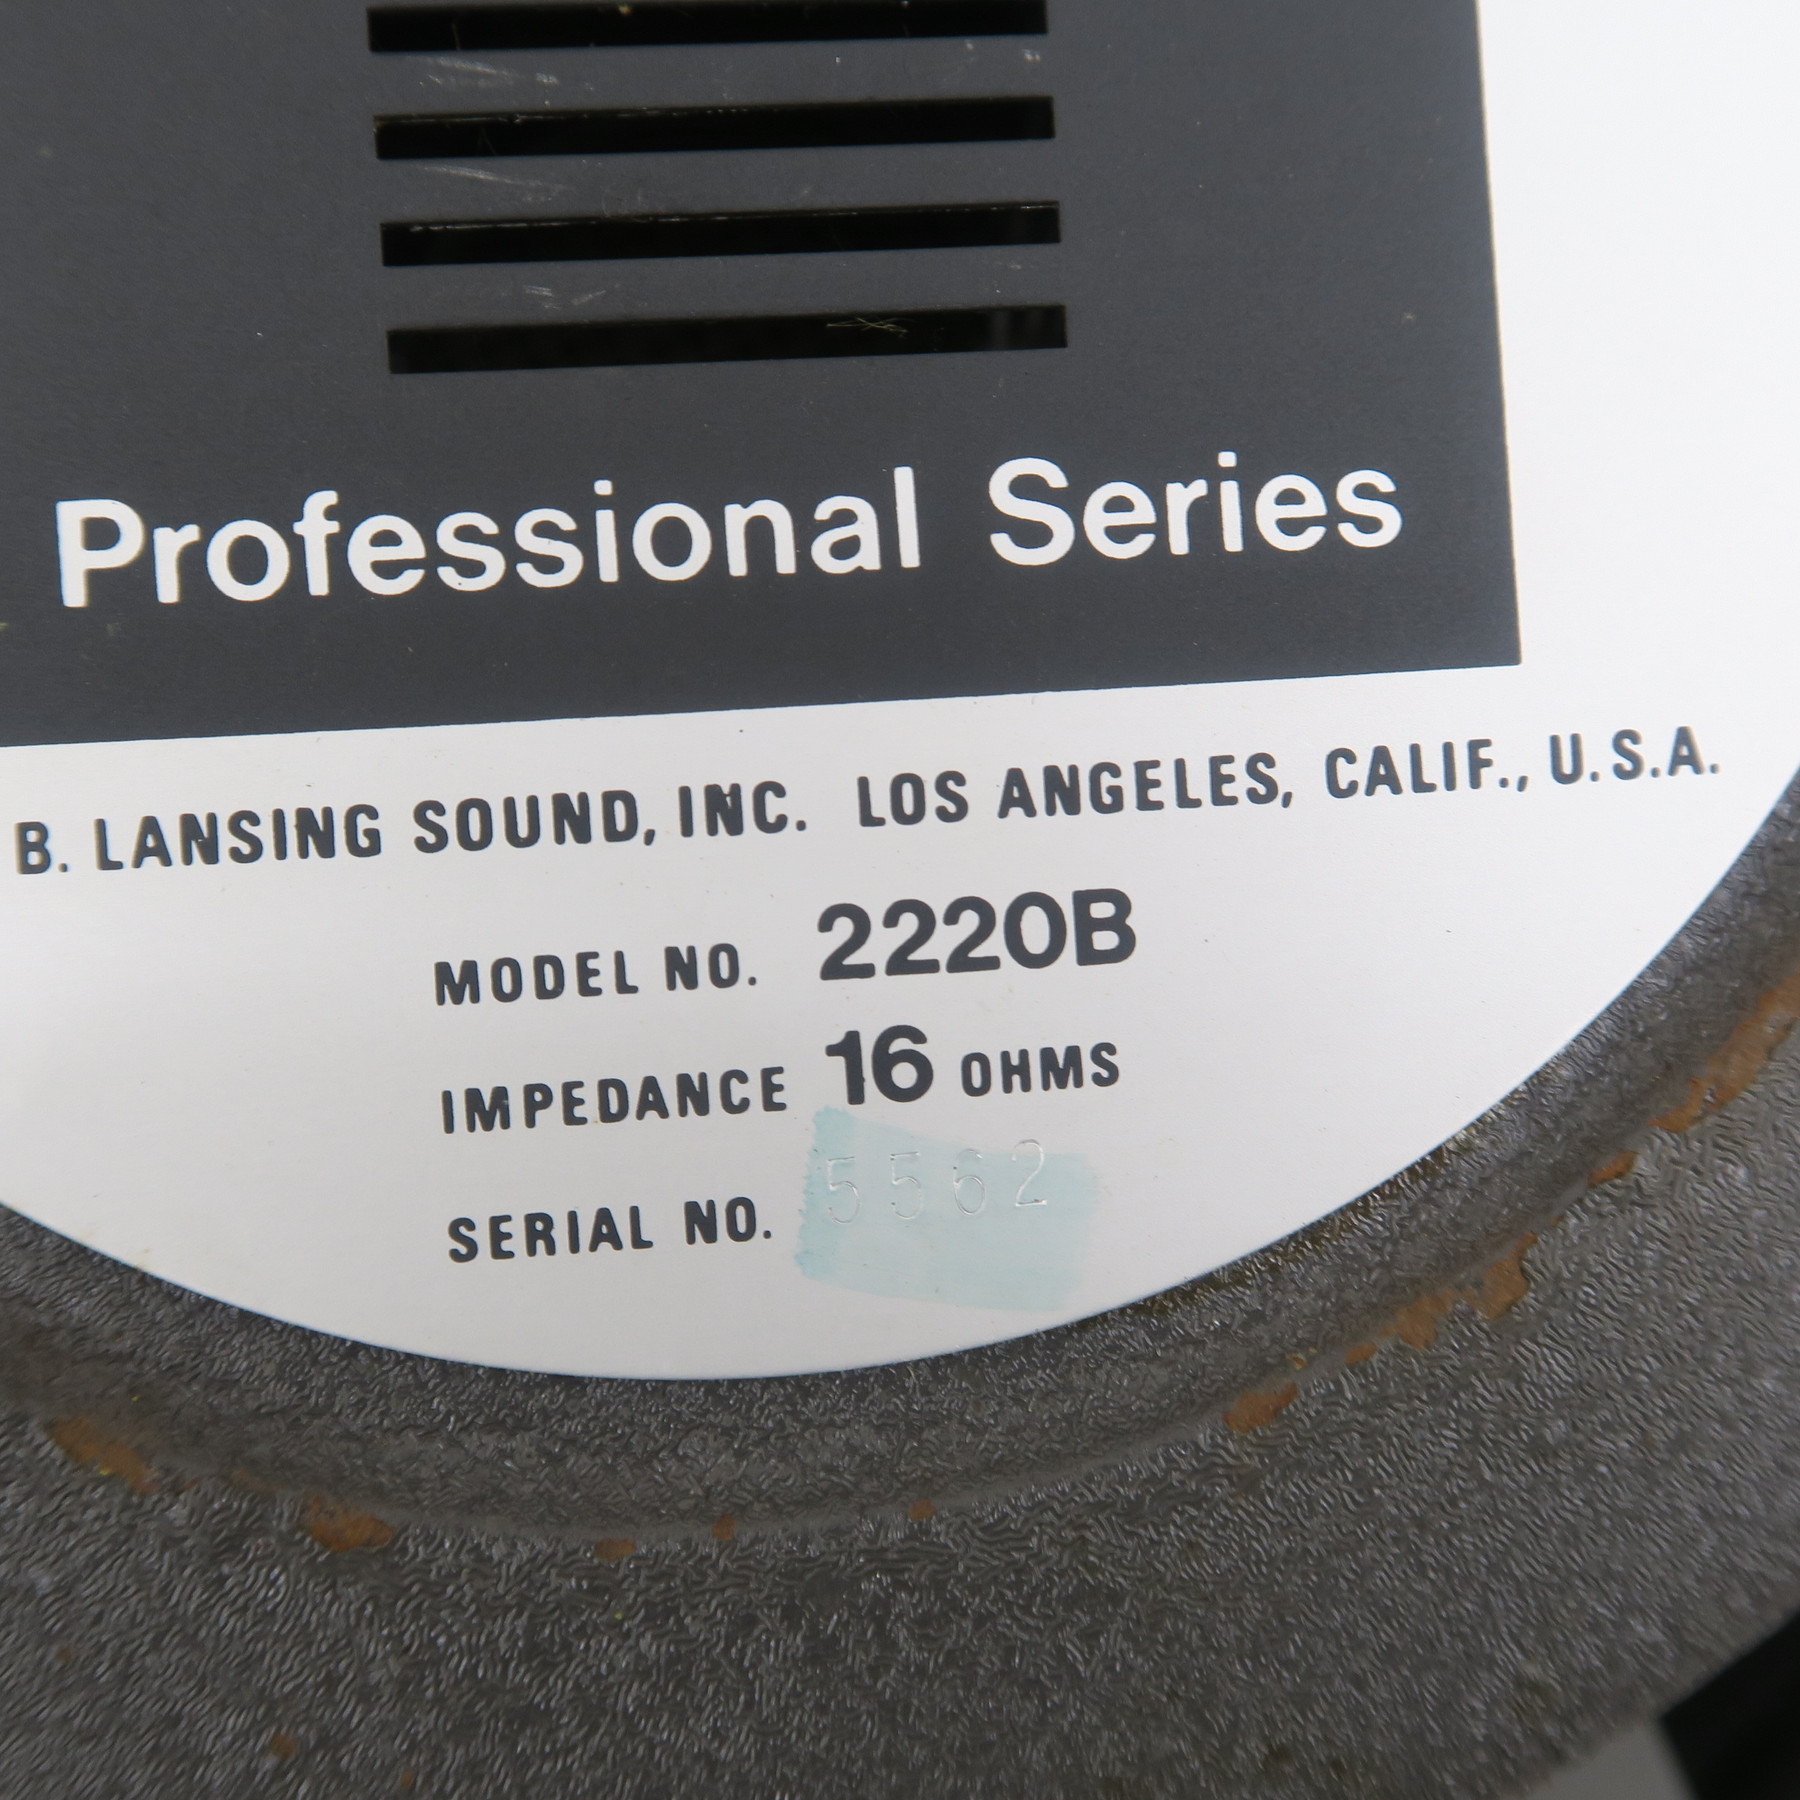 Professional Series
B. LANSING SOUND, INC. LOS ANGELES, CALIF., U.S.A.
MODEL NO. 2220B
IMPEDANCE 16 OHMS
SERIAL NO. 5562